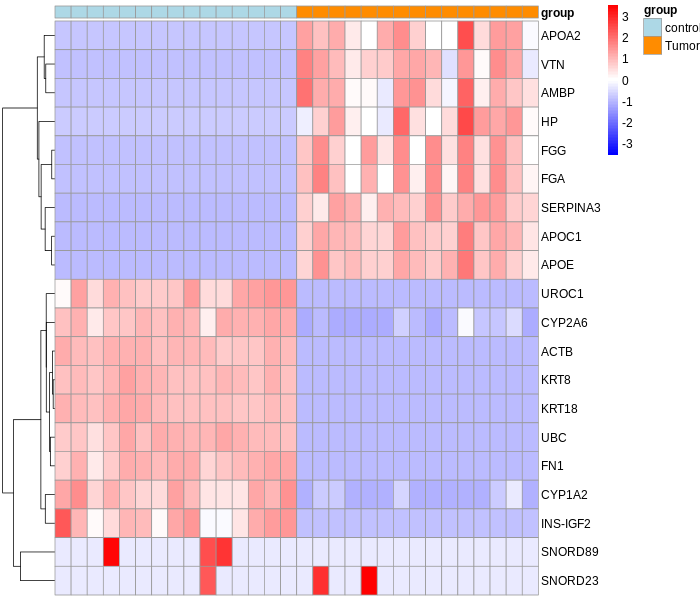 group
APOA2
VTN
AMBP
HP
FGG
FGA
SERPINA3
APOC1
APOE
UROC1
CYP2A6
ACTB
KRT8
KRT18
UBC
FN1
CYP1A2
INS-IGF2
SNORD89
SNORD23
3
2
1
0
-1
-2
-3
group
control
Tumor